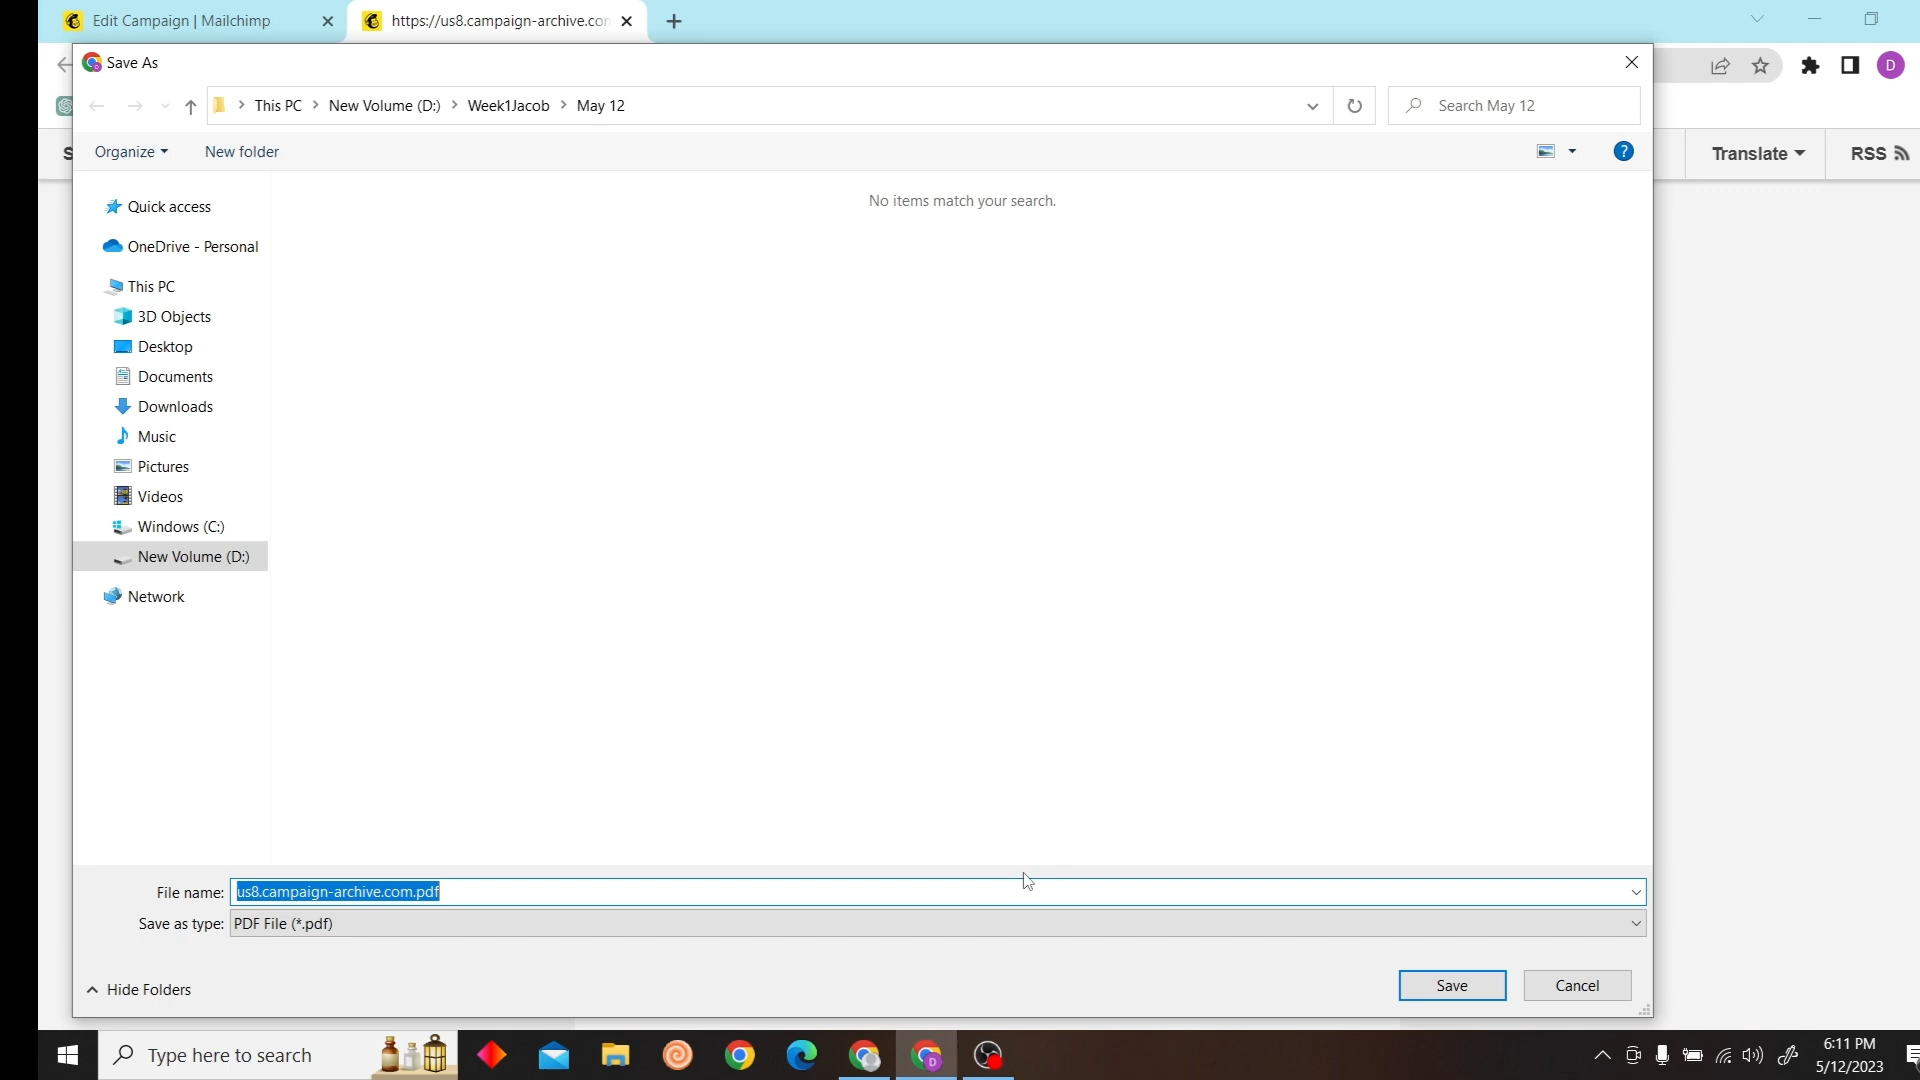 Edit Campaign | Mailchimp
https://us8.campaign-archive.con
D
Save As
This PC > New Volume (D:) > Week1Jacob > May 12
Search May 12
Organize
New folder
?
S
Translate
RSS
Quick access
No items match your search.
OneDrive - Personal
This PC
3D Objects
Desktop
Documents
Downloads
Music
Pictures
Videos
Windows (C:)
New Volume (D:)
Network
File name: us8.campaign-archive.com.pdf
Save as type: PDF File (*.pdf)
Hide Folders
Save
Cancel
Type here to search
D
6:11 PM
5/12/2023